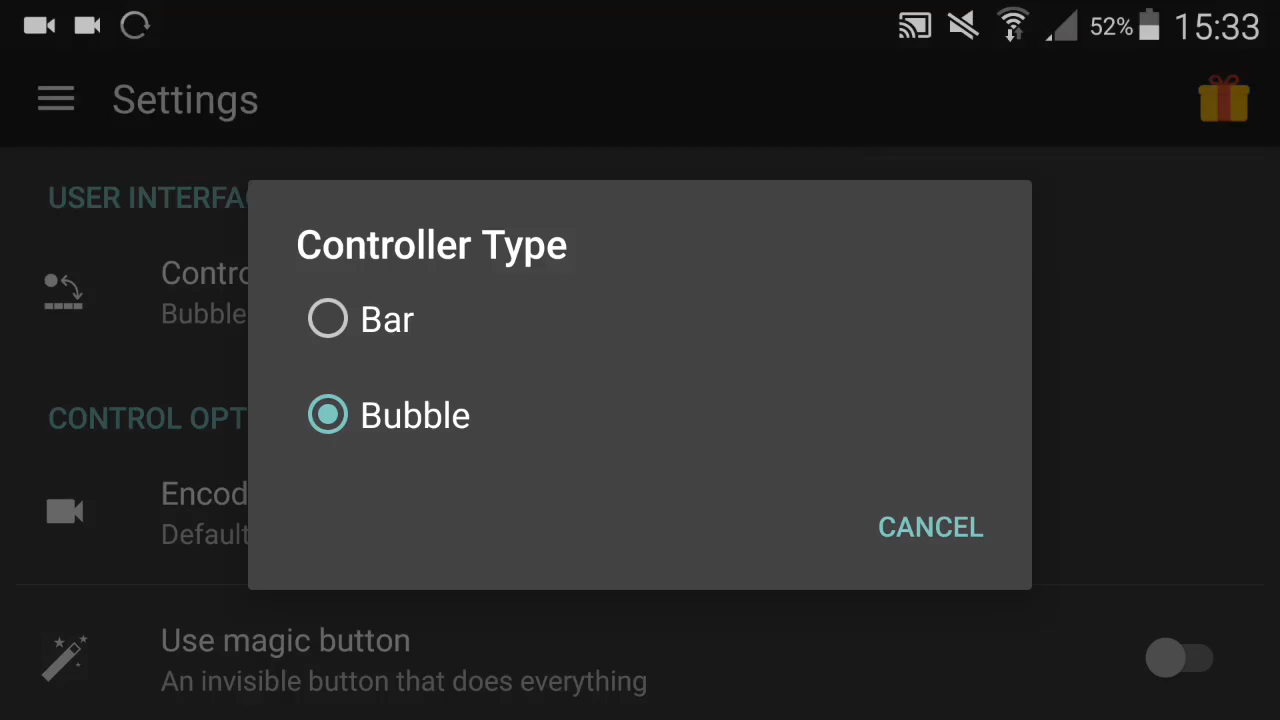 52% 15:33
Settings
USER INTERFA
Contro
Bubble
Controller Type
Bar
Bubble
CANCEL
CONTROL OPT
Encod
Default
Use magic button
An invisible button that does everything